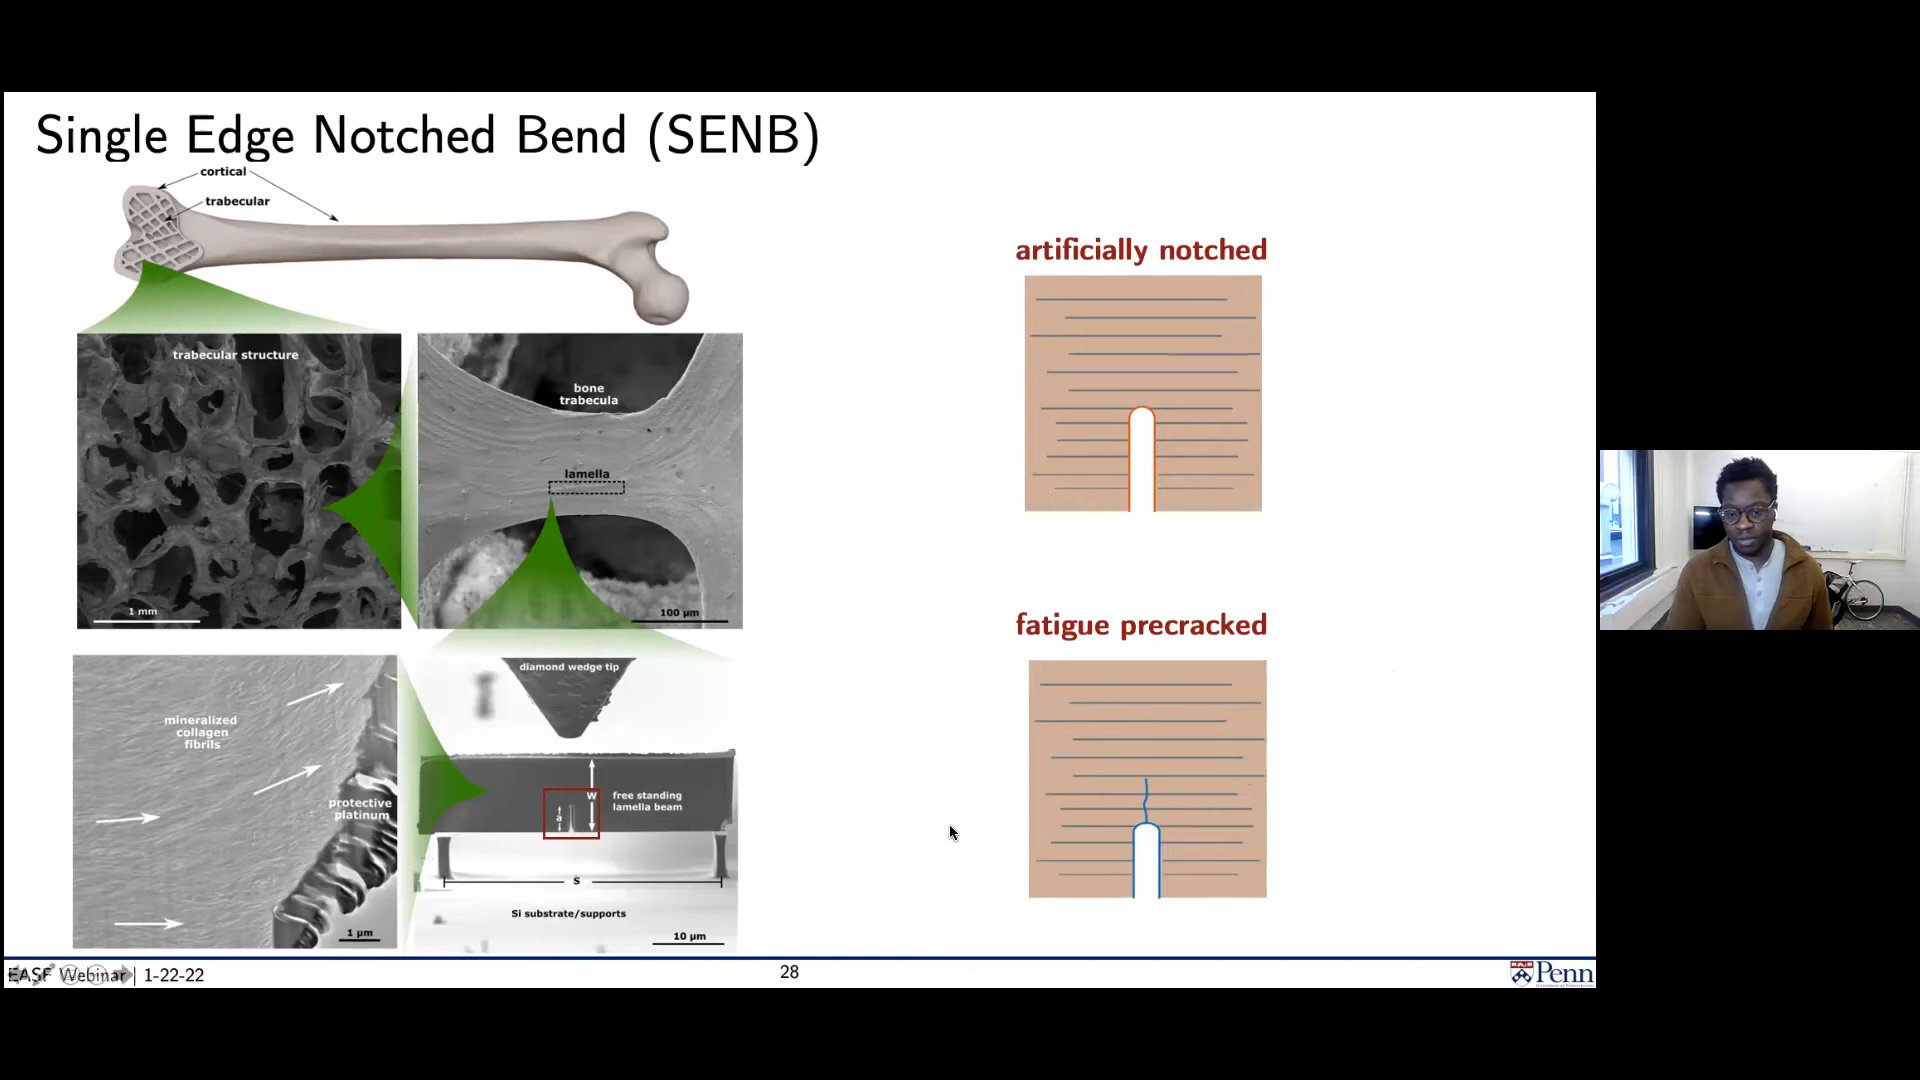 Single Edge Notched Bend (SENB)
cortical
trabecular
trabecular structure
1 mm
bone
trabecula
lamella
100 µm
mineralized
collagen
fibrils
protective
platinum
1 µm
diamond wedge tip
W
a
free standing
lamella beam
S
Si substrate/supports
10 µm
artificially notched
fatigue precracked
EASF Webinar | 1-22-22
28
Penn